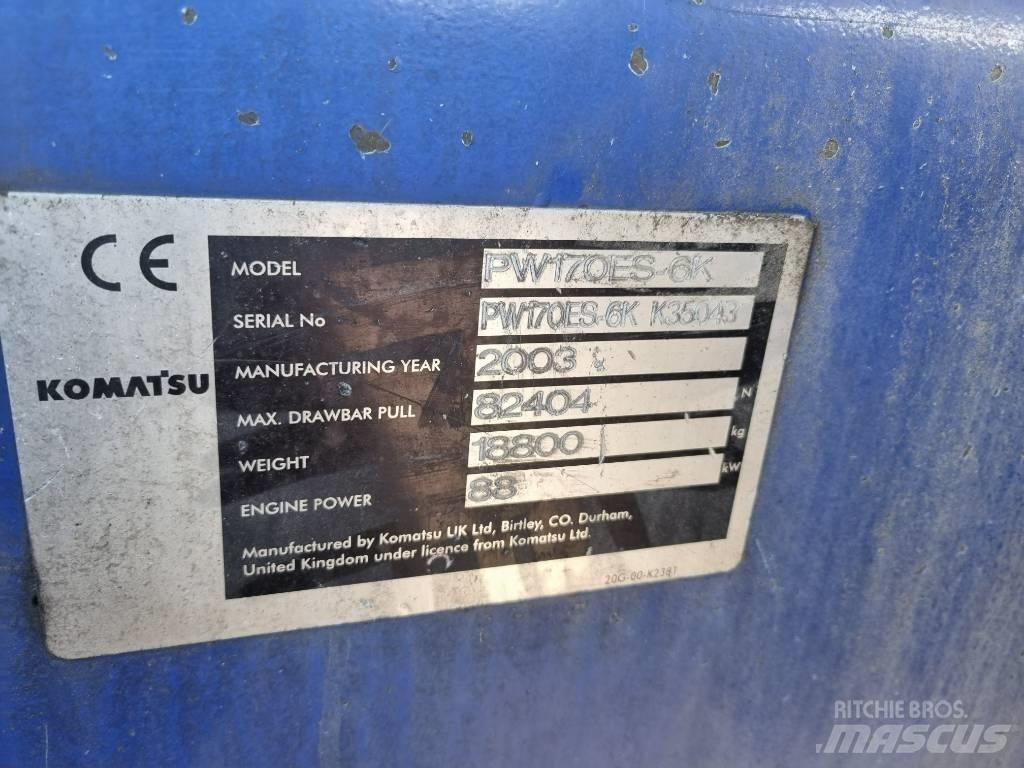 CE
KOMATSU
MODEL PW170ES-6K
SERIAL No PW170ES-6K K35043
MANUFACTURING YEAR 2003
MAX. DRAWBAR PULL 82404 N
WEIGHT 18800 kg
ENGINE POWER 88 kW
Manufactured by Komatsu UK Ltd, Birtley, CO. Durham,
United Kingdom under licence from Komatsu Ltd.
20G-00-K2381
RITCHIE BROS.
MASCUS